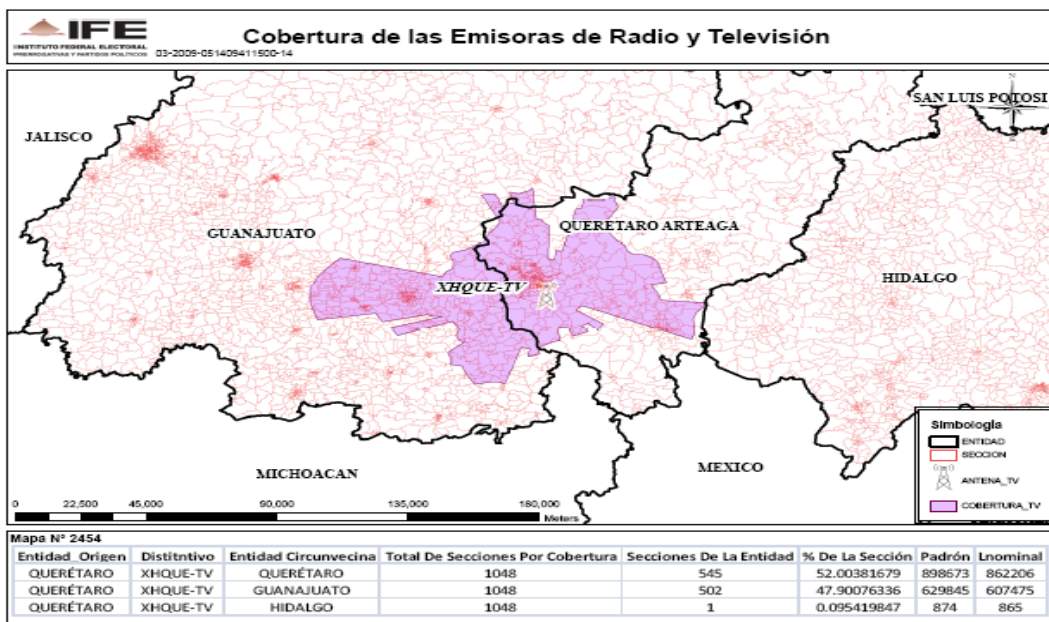 IFE
INSTITUTO FEDERAL ELECTORAL
PRERROGATIVAS Y PARTIDOS POLÍTICOS
03-2009-051409411500-14
Cobertura de las Emisoras de Radio y Televisión
N
SAN LUIS POTOSI
JALISCO
GUANAJUATO
QUERETARO ARTEAGA
HIDALGO
XHQUE-TV
MICHOACAN
MEXICO
Simbología
ENTIDAD
SECCION
ANTENA_TV
COBERTURA_TV
0 22,500 45,000 90,000 135,000 180,000
Meters
Mapa N° 2454
Entidad_Origen Distitntivo Entidad Circunvecina Total De Secciones Por Cobertura Secciones De La Entidad % De La Sección Padrón Lnominal
QUERÉTARO XHQUE-TV QUERÉTARO 1048 545 52.00381679 898673 862206
QUERÉTARO XHQUE-TV GUANAJUATO 1048 502 47.90076336 629845 607475
QUERÉTARO XHQUE-TV HIDALGO 1048 1 0.095419847 874 865